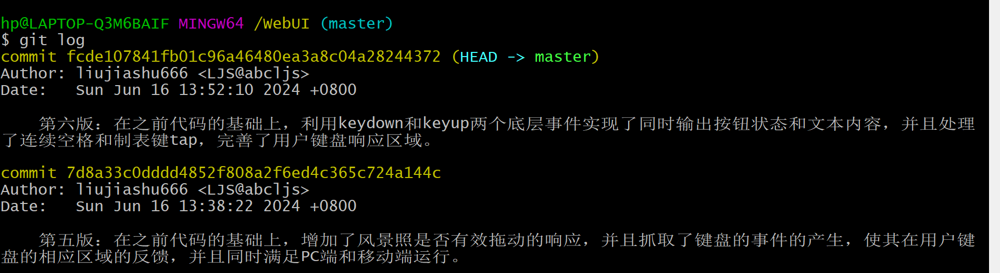 hp@LAPTOP-Q3M6BAIF MINGW64 /WebUI (master)
$ git log
commit fcde107841fb01c96a46480ea3a8c04a28244372 (HEAD -> master)
Author: liujiashu666 <LJS@abcljs>
Date:   Sun Jun 16 13:52:10 2024 +0800
第六版：在之前代码的基础上，利用keydown和keyup两个底层事件实现了同时输出按钮状态和文本内容，并且处理
了连续空格和制表键tap，完善了用户键盘响应区域。
commit 7d8a33c0dddd4852f808a2f6ed4c365c724a144c
Author: liujiashu666 <LJS@abcljs>
Date:   Sun Jun 16 13:38:22 2024 +0800
第五版：在之前代码的基础上，增加了风景照是否有效拖动的响应，并且抓取了键盘的事件的产生，使其在用户键
盘的相应区域的反馈，并且同时满足PC端和移动端运行。